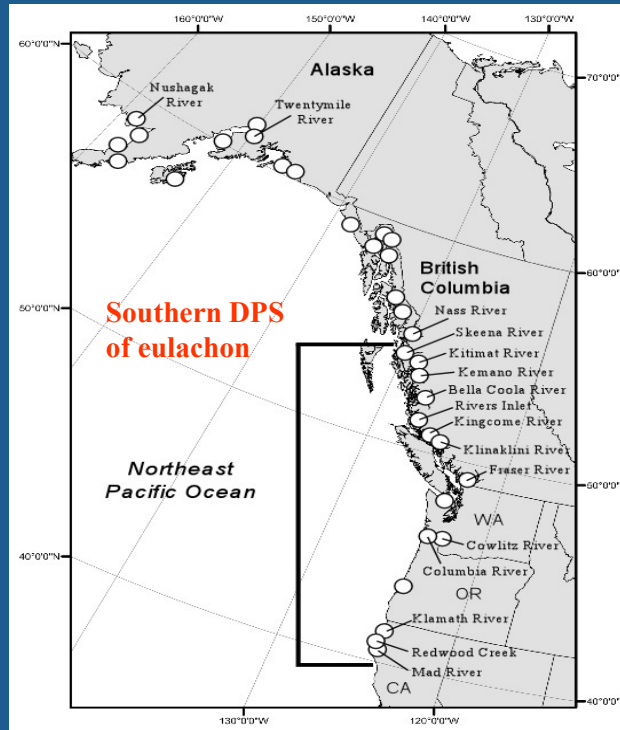 160°0'0"W
150°0'0"W
140°0'0"W
130°0'0"W
60°0'0"N
70°0'0"N
Alaska
Nushagak
River
Twentymile
River
60°0'0"N
British
Columbia
50°0'0"N
Southern DPS
of eulachon
Nass River
Skeena River
Kitimat River
Kemano River
Bella Coola River
Rivers Inlet
Kingcome River
Klinaklini River
Northeast
Pacific Ocean
Fraser River
50°0'0"N
WA
Cowlitz River
40°0'0"N
Columbia River
OR
Klamath River
Redwood Creek
Mad River
CA
40°0'0"N
130°0'0"W
120°0'0"W